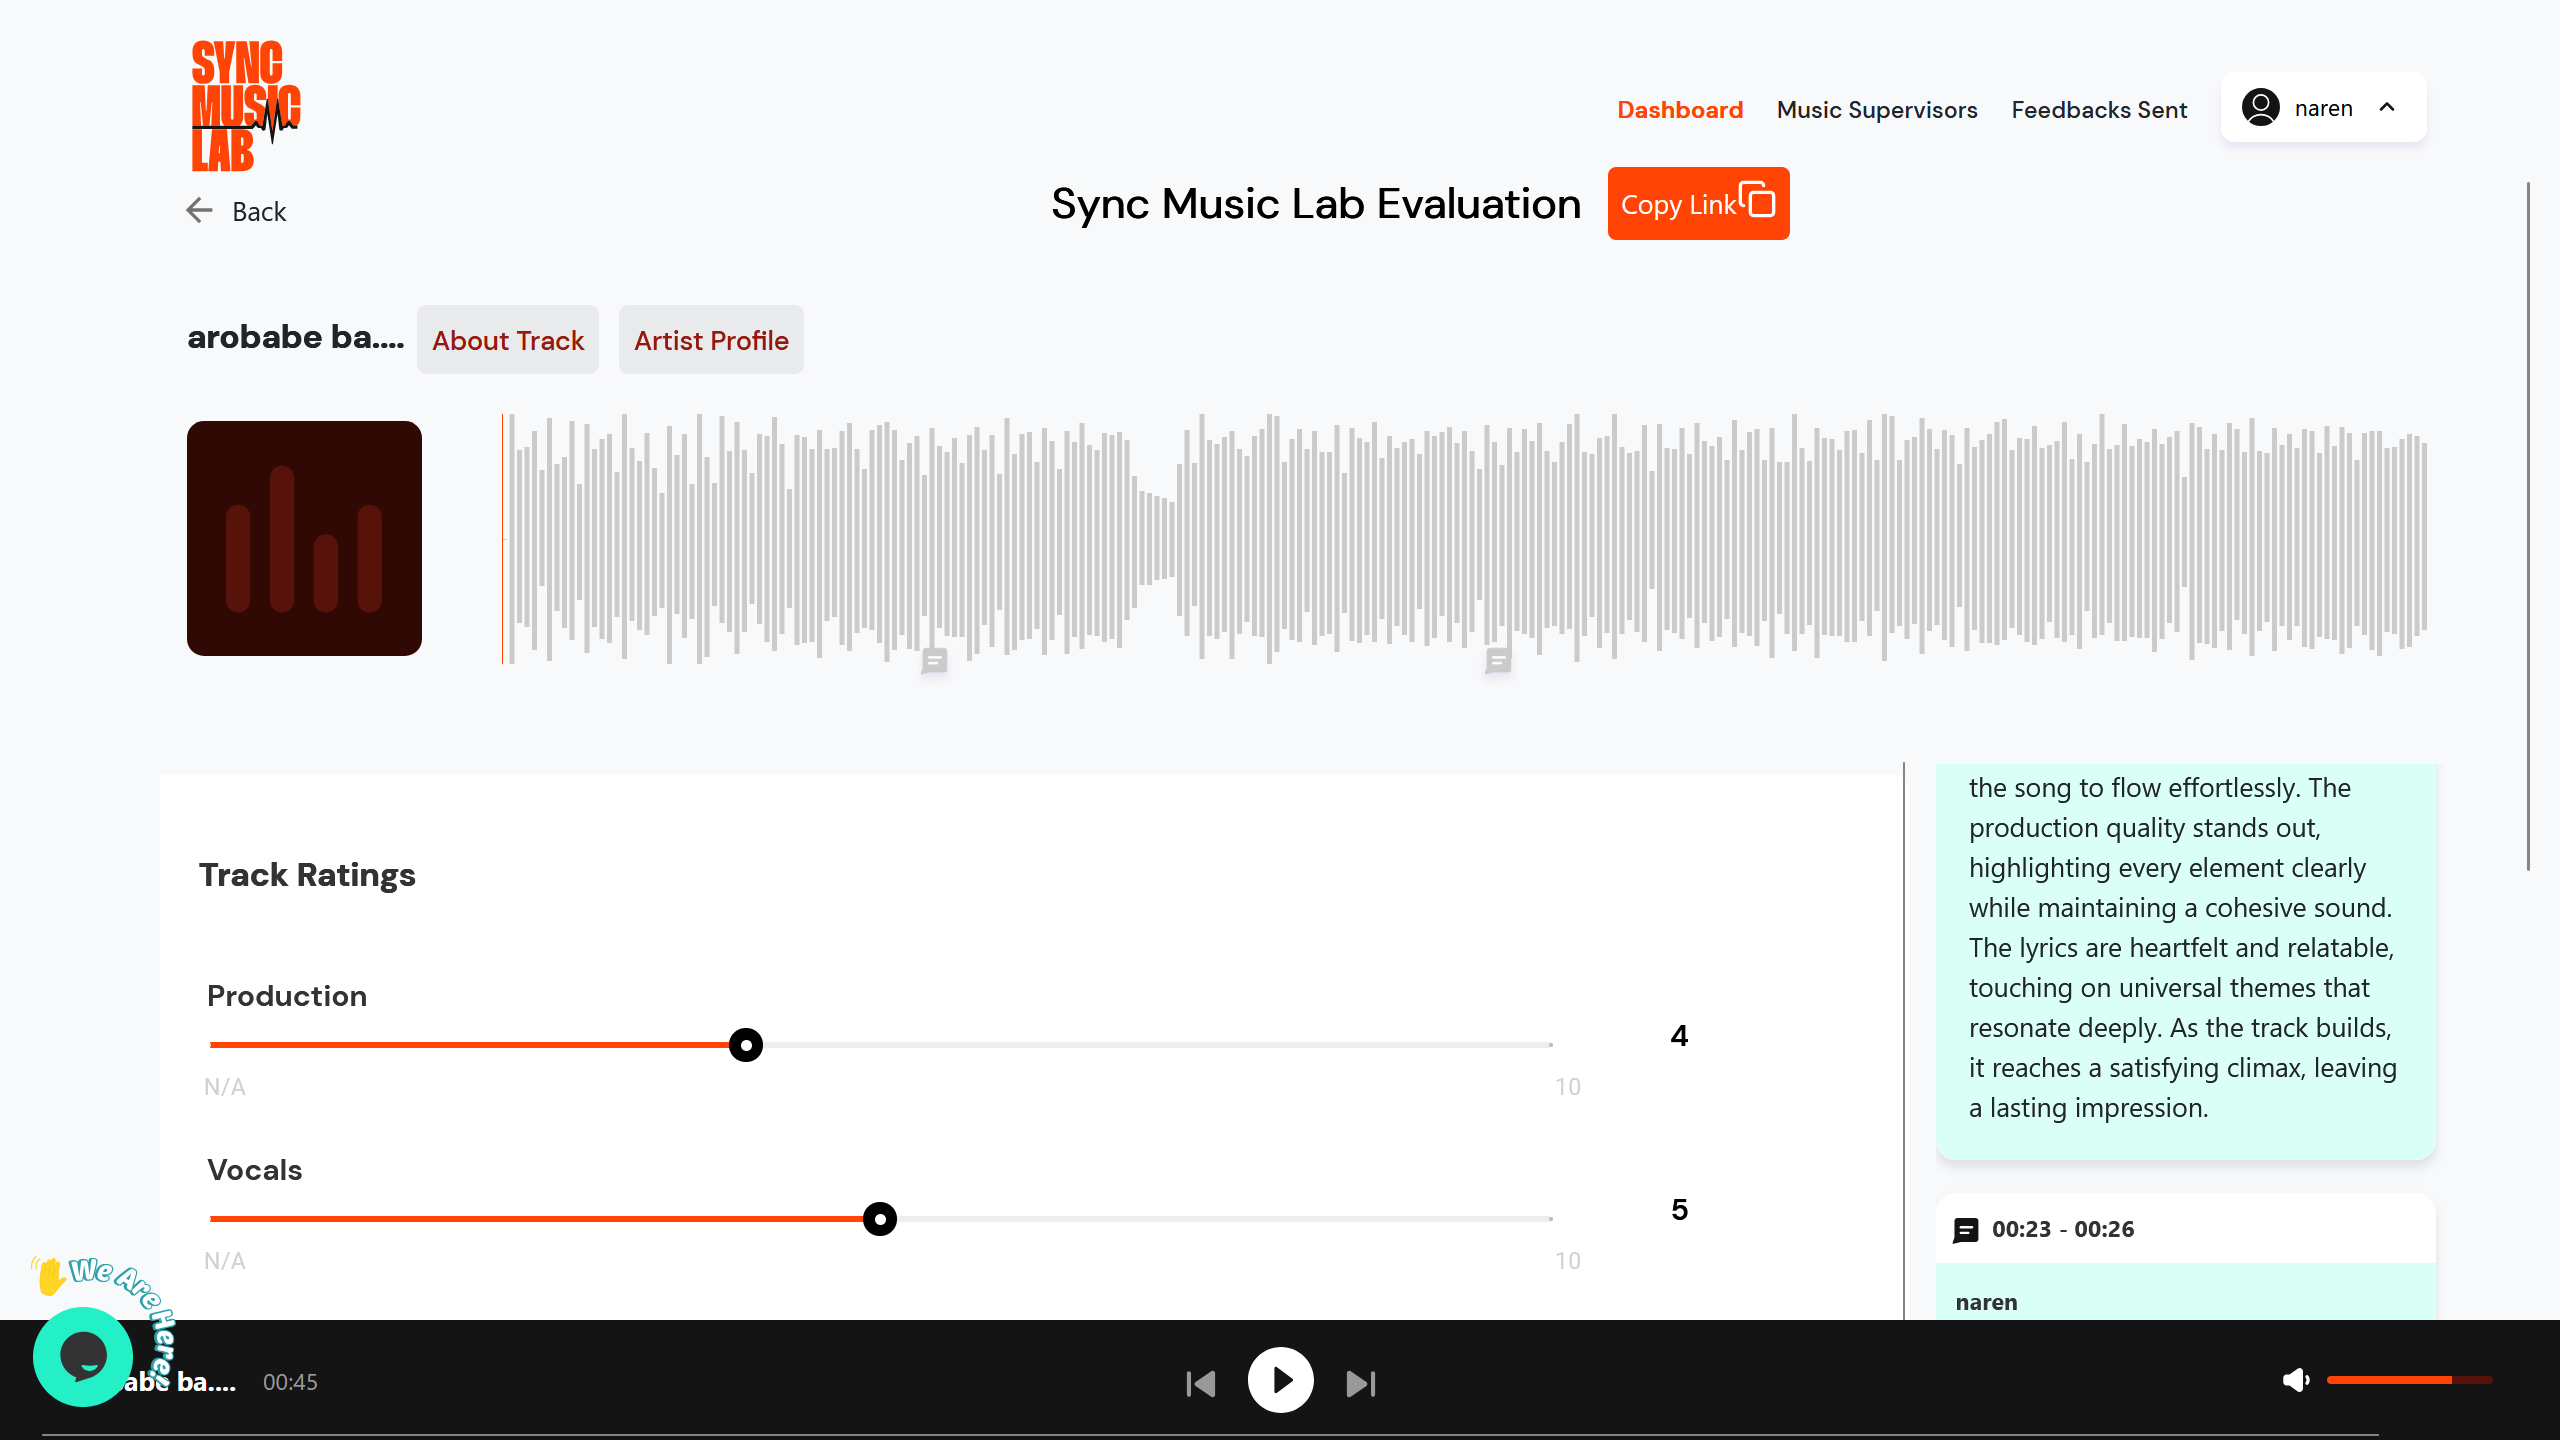 SYNC
MUSIC
LAB
Dashboard
Music Supervisors
Feedbacks Sent
naren
Back
Sync Music Lab Evaluation
Copy Link
arobabe ba....
About Track
Artist Profile
Track Ratings
Production
4
N/A
10
Vocals
5
N/A
10
the song to flow effortlessly. The
production quality stands out,
highlighting every element clearly
while maintaining a cohesive sound.
The lyrics are heartfelt and relatable,
touching on universal themes that
resonate deeply. As the track builds,
it reaches a satisfying climax, leaving
a lasting impression.
00:23 - 00:26
naren
We Are Here!
abe ba....
00:45